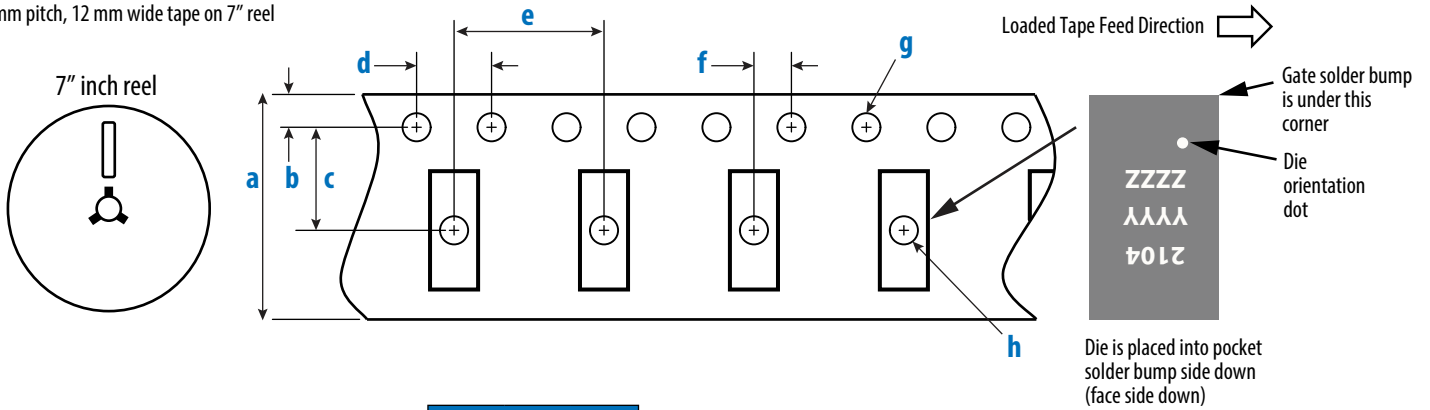 mm pitch, 12 mm wide tape on 7” reel
7” inch reel
a
b
c
d
e
f
g
h
Loaded Tape Feed Direction
Gate solder bump
is under this
corner
Die
orientation
dot
2104
YYYY
ZZZZ
Die is placed into pocket
solder bump side down
(face side down)